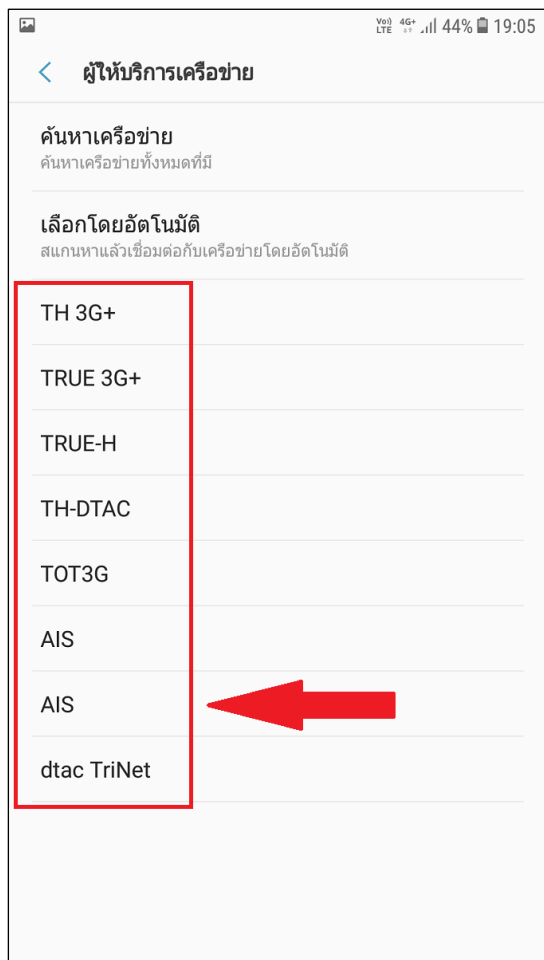 Vo)) LTE 4G+ 44% 19:05
ผู้ให้บริการเครือข่าย
ค้นหาเครือข่าย
ค้นหาเครือข่ายทั้งหมดที่มี
เลือกโดยอัตโนมัติ
สแกนหาแล้วเชื่อมต่อกับเครือข่ายโดยอัตโนมัติ
TH 3G+
TRUE 3G+
TRUE-H
TH-DTAC
TOT3G
AIS
AIS
dtac TriNet